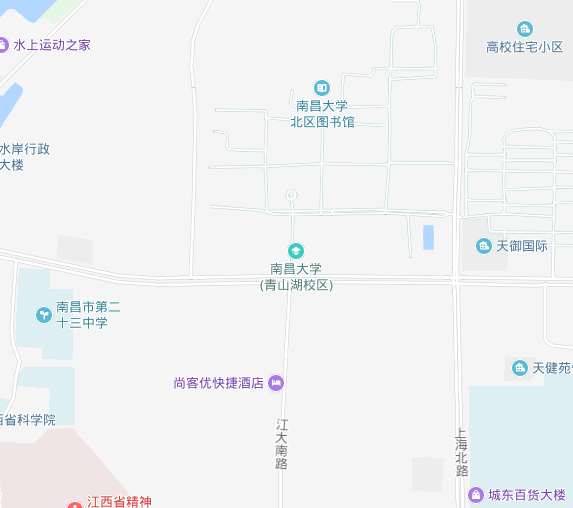 高校住宅小区
水上运动之家
南昌大学
北区图书馆
水岸行政
大楼
天御国际
南昌大学
(青山湖校区)
南昌市第二
十三中学
天健苑
尚客优快捷酒店
省科学院
江大南路
上海北路
城东百货大楼
江西省精神